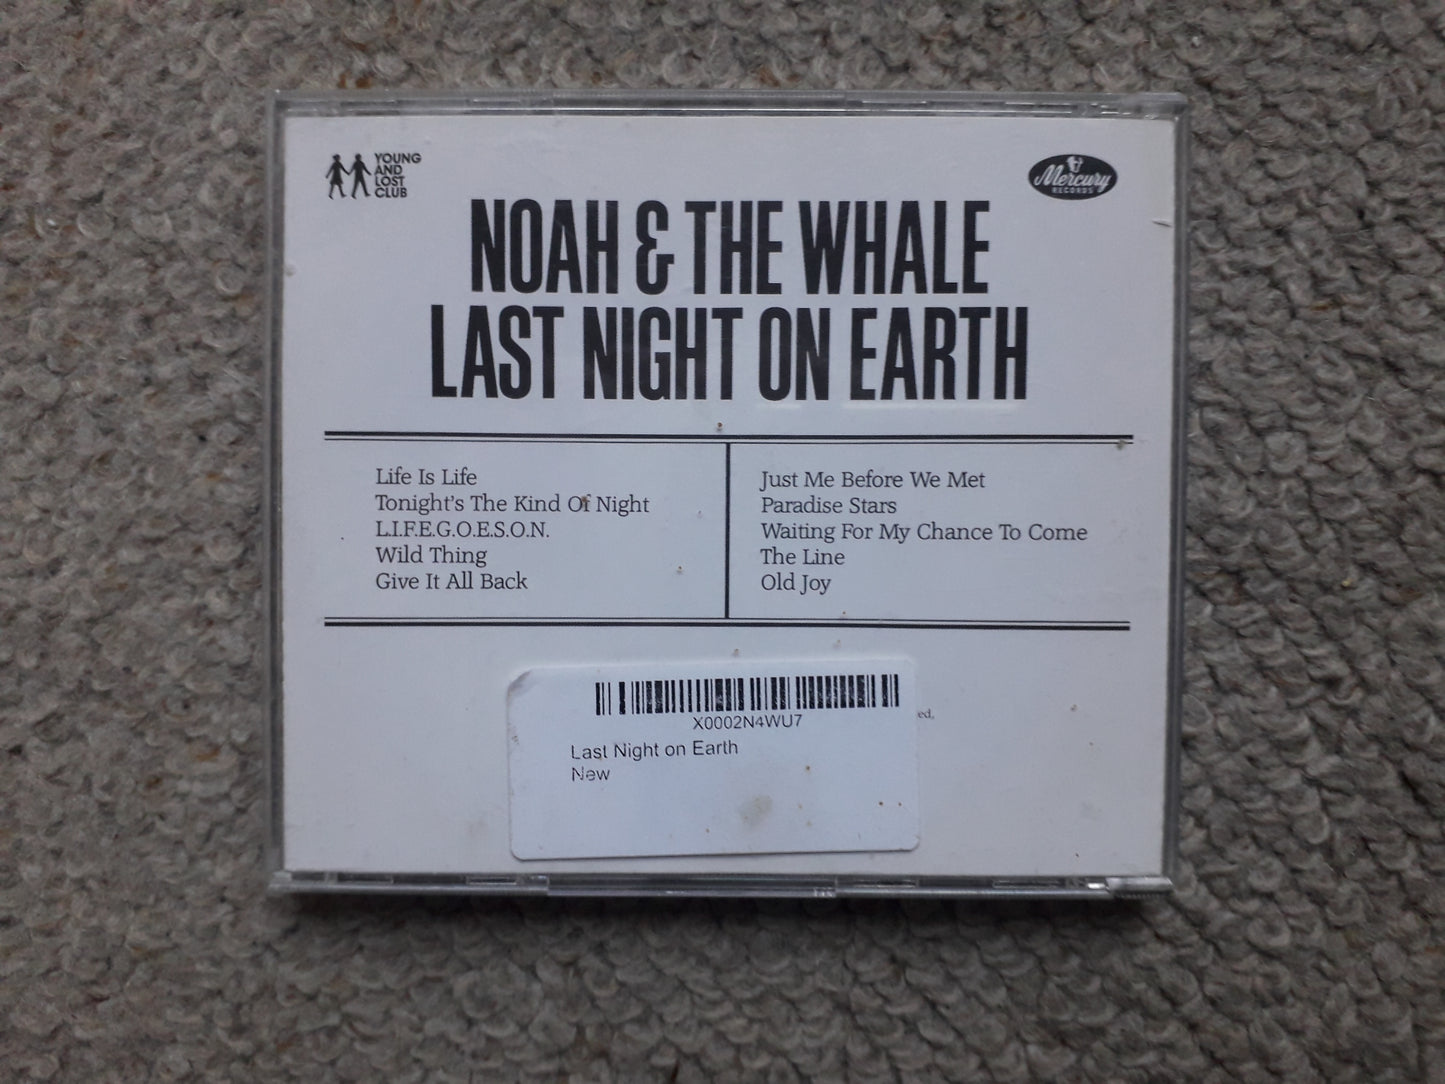 YOUNG
AND
LOST
CLUB
Mercury
RECORDS
NOAH & THE WHALE
LAST NIGHT ON EARTH
Life Is Life
Tonight's The Kind Of Night
L.I.F.E.G.O.E.S.O.N.
Wild Thing
Give It All Back
Just Me Before We Met
Paradise Stars
Waiting For My Chance To Come
The Line
Old Joy
ed,
X0002N4WU7
Last Night on Earth
New